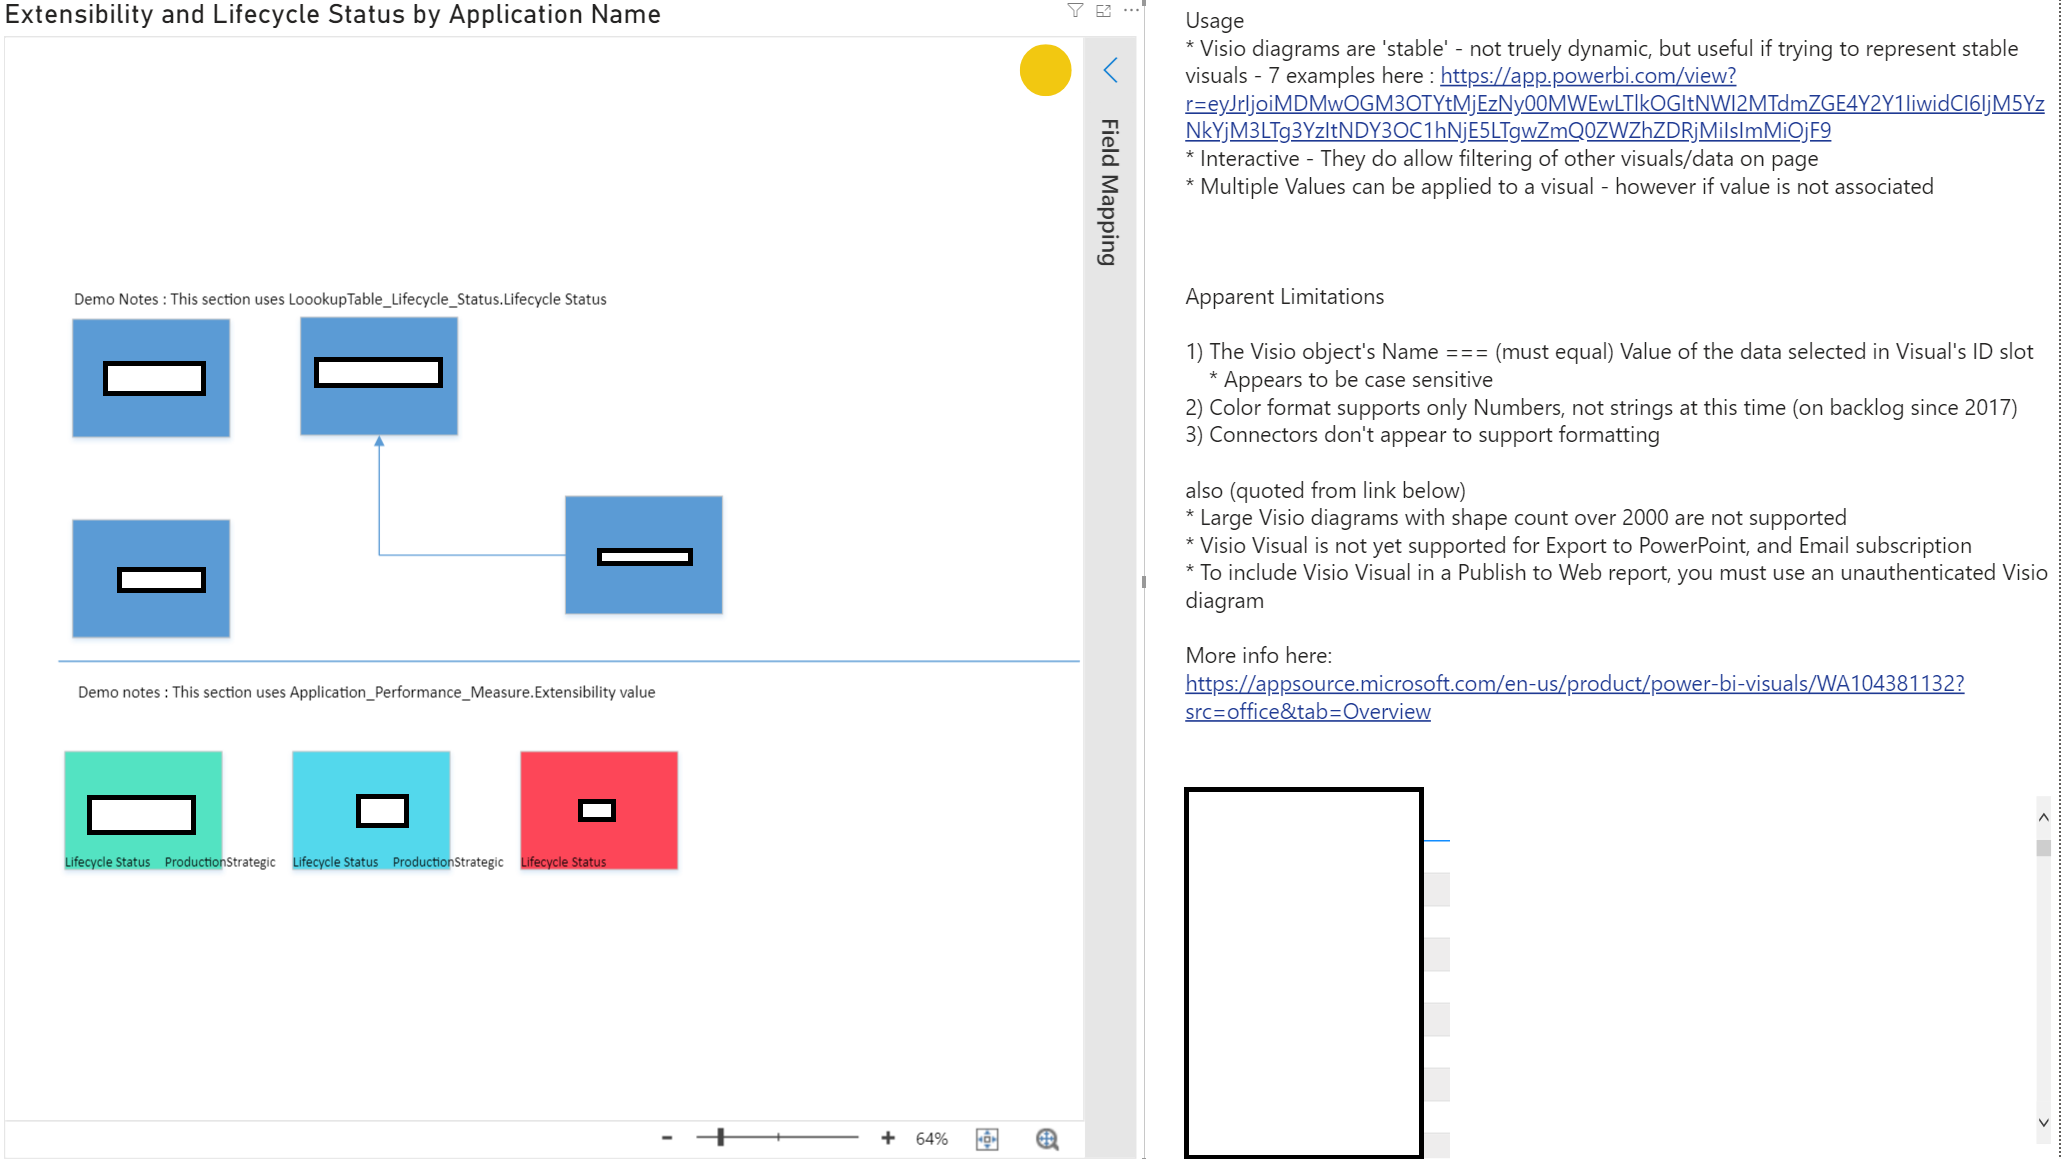 Extensibility and Lifecycle Status by Application Name
Field Mapping
Demo Notes : This section uses LoookupTable_Lifecycle_Status.Lifecycle Status
Demo notes : This section uses Application_Performance_Measure.Extensibility value
Lifecycle Status ProductionStrategic Lifecycle Status ProductionStrategic Lifecycle Status
64%
Usage
* Visio diagrams are 'stable' - not truely dynamic, but useful if trying to represent stable
visuals - 7 examples here : https://app.powerbi.com/view?
r=eyJrIjoiMDMwOGM3OTYtMjEzNy00MWEwLTlkOGItNWI2MTdmZGE4Y2Y1IiwidCI6IjM5Yz
NkYjM3LTg3YzItNDY3OC1hNjE5LTgwZmQ0ZWZhZDRjMiIsImMiOjF9
* Interactive - They do allow filtering of other visuals/data on page
* Multiple Values can be applied to a visual - however if value is not associated
Apparent Limitations
1) The Visio object's Name === (must equal) Value of the data selected in Visual's ID slot
* Appears to be case sensitive
2) Color format supports only Numbers, not strings at this time (on backlog since 2017)
3) Connectors don't appear to support formatting
also (quoted from link below)
* Large Visio diagrams with shape count over 2000 are not supported
* Visio Visual is not yet supported for Export to PowerPoint, and Email subscription
* To include Visio Visual in a Publish to Web report, you must use an unauthenticated Visio
diagram
More info here:
https://appsource.microsoft.com/en-us/product/power-bi-visuals/WA104381132?
src=office&tab=Overview